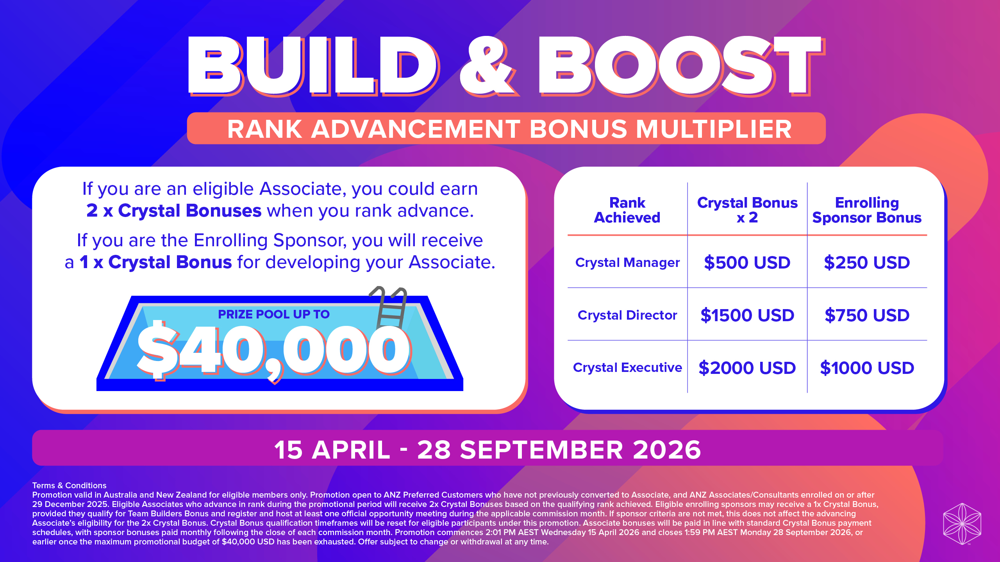 BUILD & BOOST
RANK ADVANCEMENT BONUS MULTIPLIER
If you are an eligible Associate, you could earn
2 x Crystal Bonuses when you rank advance.
If you are the Enrolling Sponsor, you will receive
a 1 x Crystal Bonus for developing your Associate.
PRIZE POOL UP TO
$40,000
Rank Achieved
Crystal Bonus x 2
Enrolling Sponsor Bonus
Crystal Manager $500 USD $250 USD
Crystal Director $1500 USD $750 USD
Crystal Executive $2000 USD $1000 USD
15 APRIL - 28 SEPTEMBER 2026
Terms & Conditions
Promotion valid in Australia and New Zealand for eligible members only. Promotion open to ANZ Preferred Customers who have not previously converted to Associate, and ANZ Associates/Consultants enrolled on or after
29 December 2025. Eligible Associates who advance in rank during the promotional period will receive 2x Crystal Bonuses based on the qualifying rank achieved. Eligible enrolling sponsors may receive a 1x Crystal Bonus,
provided they qualify for Team Builders Bonus and register and host at least one official opportunity meeting during the applicable commission month. If sponsor criteria are not met, this does not affect the advancing
Associate’s eligibility for the 2x Crystal Bonus. Crystal Bonus qualification timeframes will be reset for eligible participants under this promotion. Associate bonuses will be paid in line with standard Crystal Bonus payment
schedules, with sponsor bonuses paid monthly following the close of each commission month. Promotion commences 2:01 PM AEST Wednesday 15 April 2026 and closes 1:59 PM AEST Monday 28 September 2026, or
earlier once the maximum promotional budget of $40,000 USD has been exhausted. Offer subject to change or withdrawal at any time.
TM